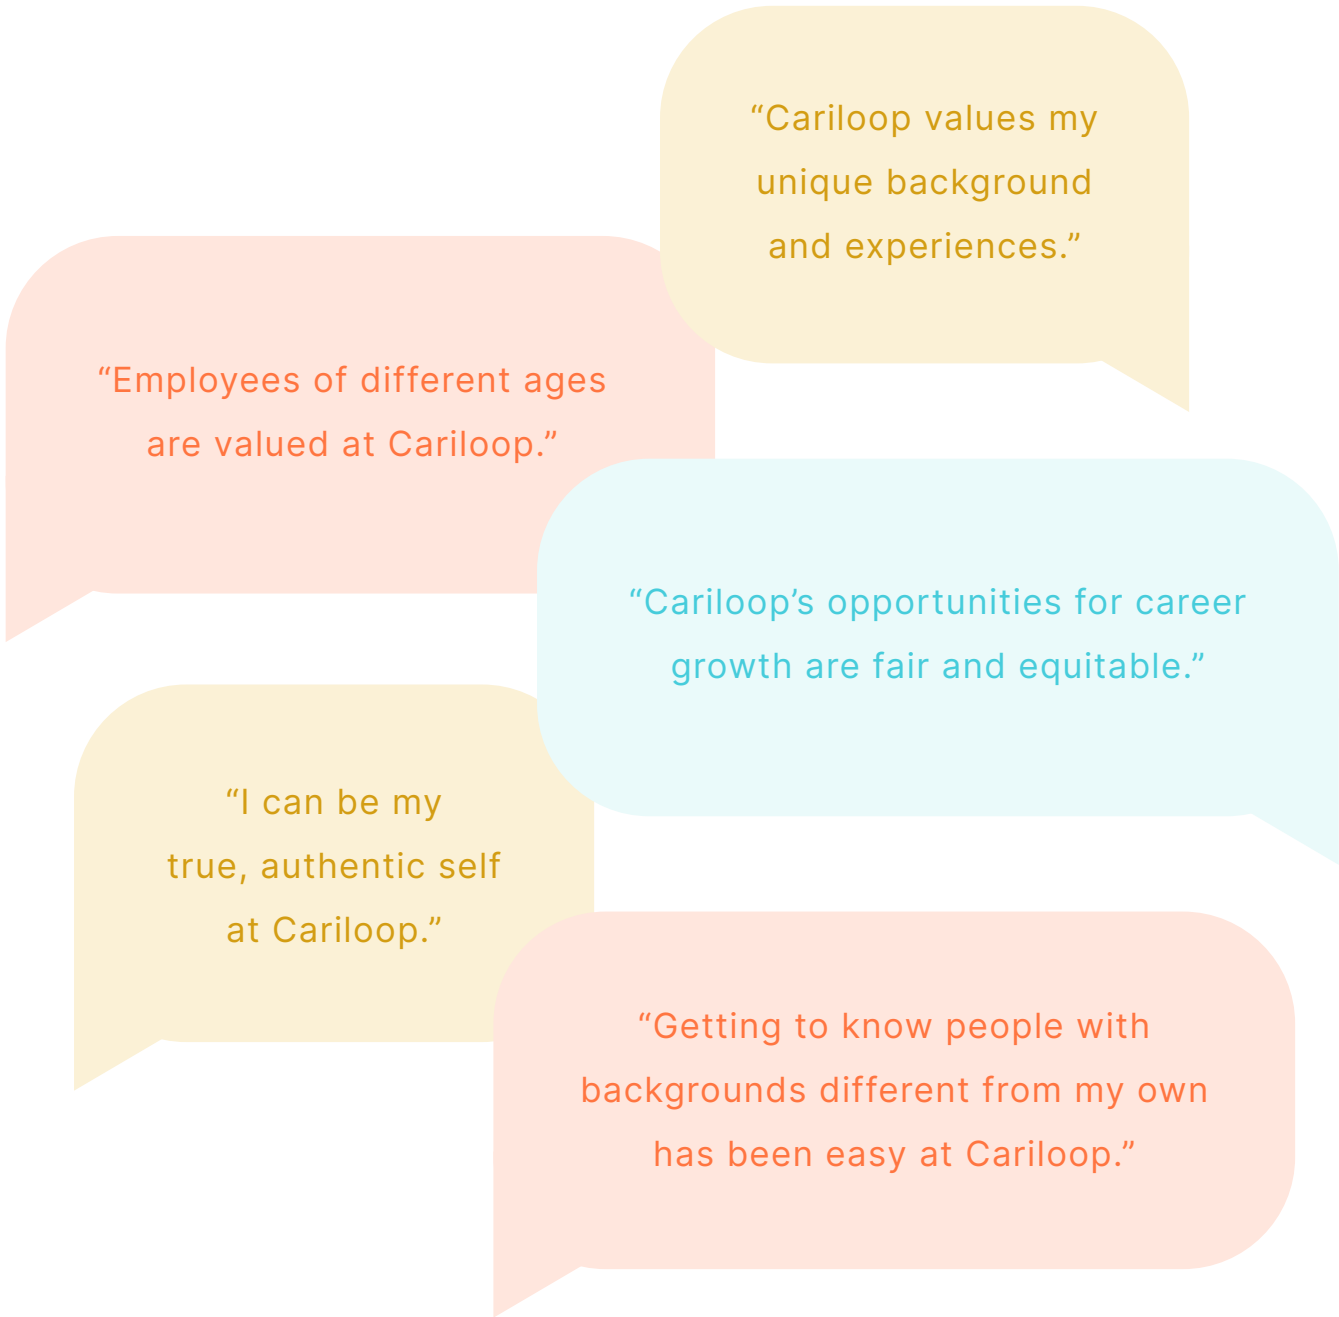 “Cariloop values my
unique background
and experiences.”
“Employees of different ages
are valued at Cariloop.”
“Cariloop’s opportunities for career
growth are fair and equitable.”
“I can be my
true, authentic self
at Cariloop.”
“Getting to know people with
backgrounds different from my own
has been easy at Cariloop.”